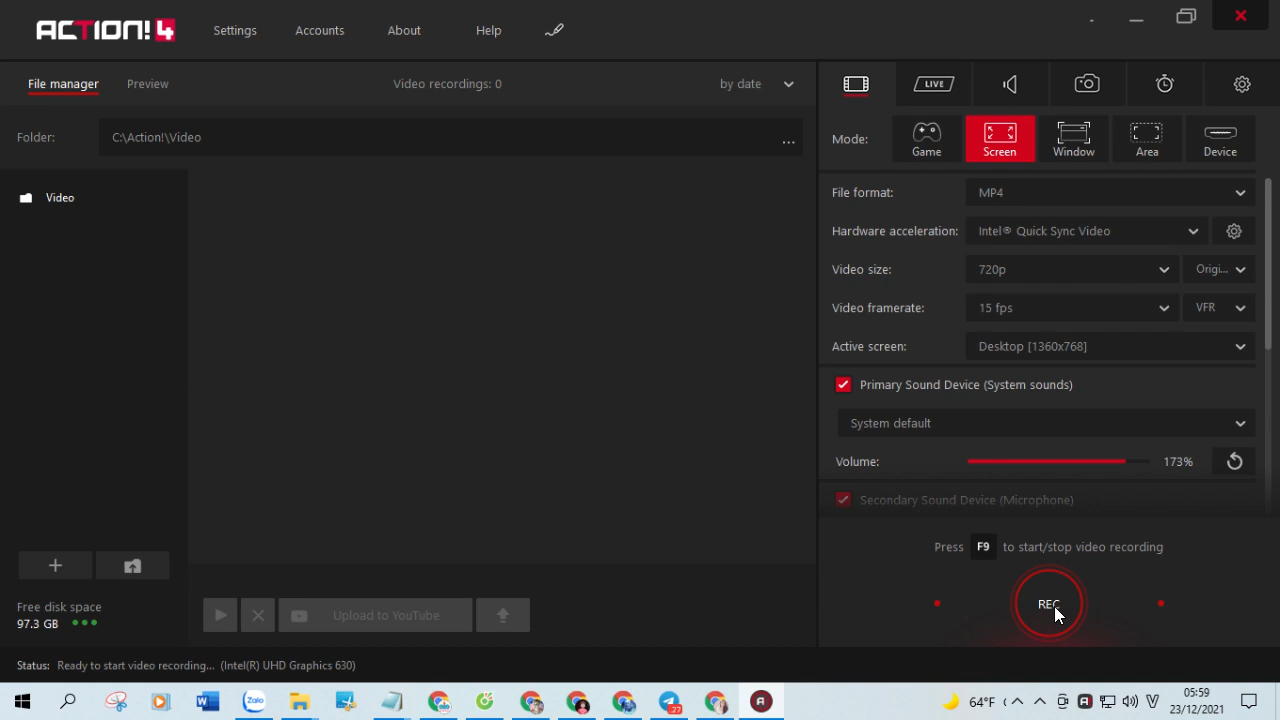 ACTION! 4
Settings
Accounts
About
Help
File manager
Preview
Video recordings: 0
by date
LIVE
Folder:
C:\Action!\Video
...
Mode:
Game
Screen
Window
Area
Device
Video
File format:
MP4
Hardware acceleration:
Intel® Quick Sync Video
Video size:
720p
Origi...
Video framerate:
15 fps
VFR
Active screen:
Desktop [1360x768]
Primary Sound Device (System sounds)
System default
Volume:
173%
Secondary Sound Device (Microphone)
Press F9 to start/stop video recording
REC
Free disk space
97.3 GB
Upload to YouTube
Status: Ready to start video recording... (Intel(R) UHD Graphics 630)
Zalo
64°F
05:59
23/12/2021